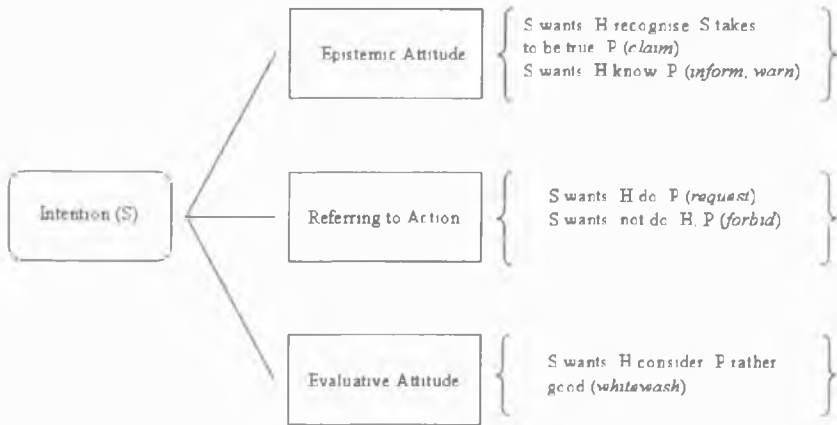 Epistemic Attitude
S wants H recognise S takes
to be true P (claim)
S wants H know P (inform, warn)
Intention (S)
Referring to Action
S wants H do P (request)
S wants not do H, P (forbid)
Evaluative Attitude
S wants H consider P rather
good (whitewash)